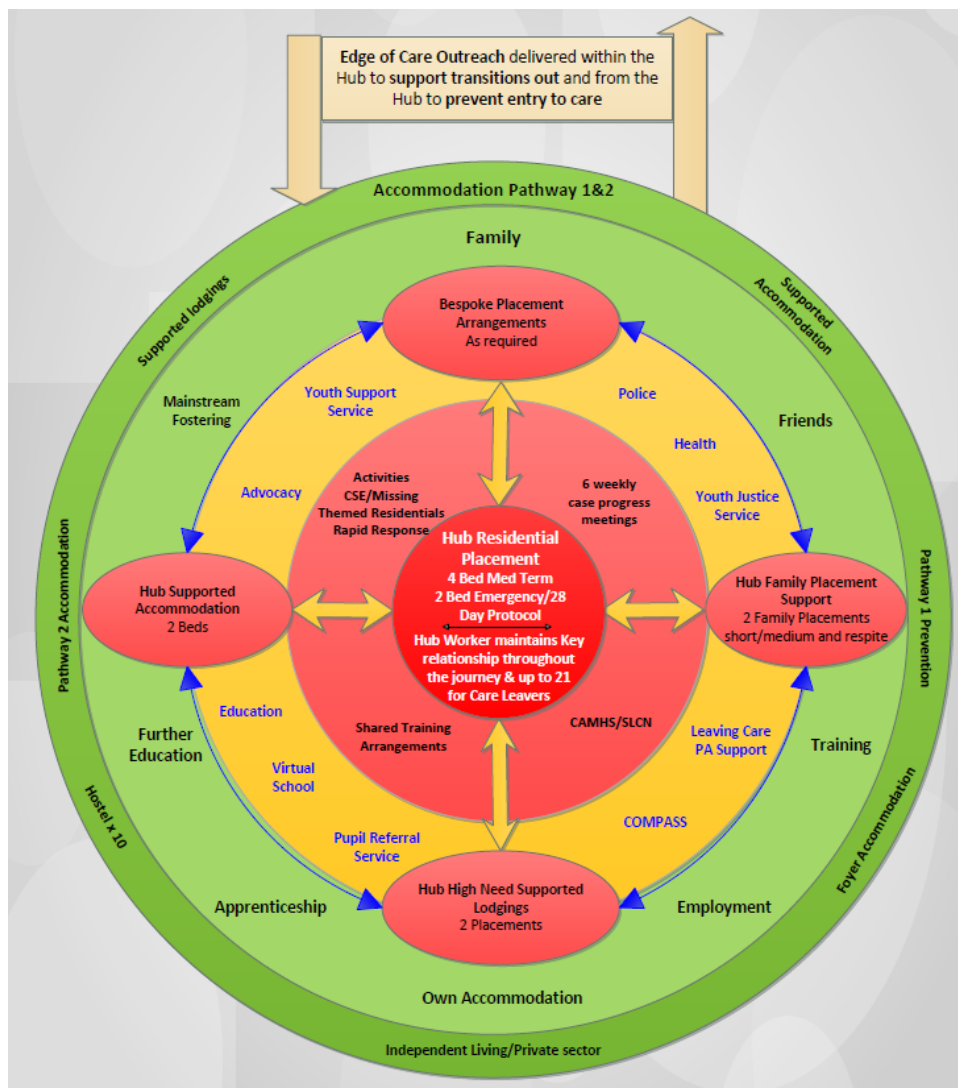 Edge of Care Outreach delivered within the
Hub to support transitions out and from the
Hub to prevent entry to care
Accommodation Pathway 1&2
Family
Supported lodgings
Supported
Accommodation
Bespoke Placement
Arrangements
As required
Mainstream
Fostering
Youth Support
Service
Police
Friends
Health
Advocacy
Youth Justice
Service
Activities
CSE/Missing
Themed Residentials
Rapid Response
6 weekly
case progress
meetings
Hub Residential
Placement
4 Bed Med Term
2 Bed Emergency/28
Day Protocol
Hub Worker maintains Key
relationship throughout
the journey & up to 21
for Care Leavers
Pathway 2 Accommodation
Hub Supported
Accommodation
2 Beds
Hub Family Placement
Support
2 Family Placements
short/medium and respite
Pathway 1 Prevention
Education
Further
Education
Virtual
School
Pupil Referral
Service
Shared Training
Arrangements
CAMHS/SLCN
Leaving Care
PA Support
Training
COMPASS
Hostel x 10
Foyer Accommodation
Hub High Need Supported
Lodgings
2 Placements
Apprenticeship
Employment
Own Accommodation
Independent Living/Private sector